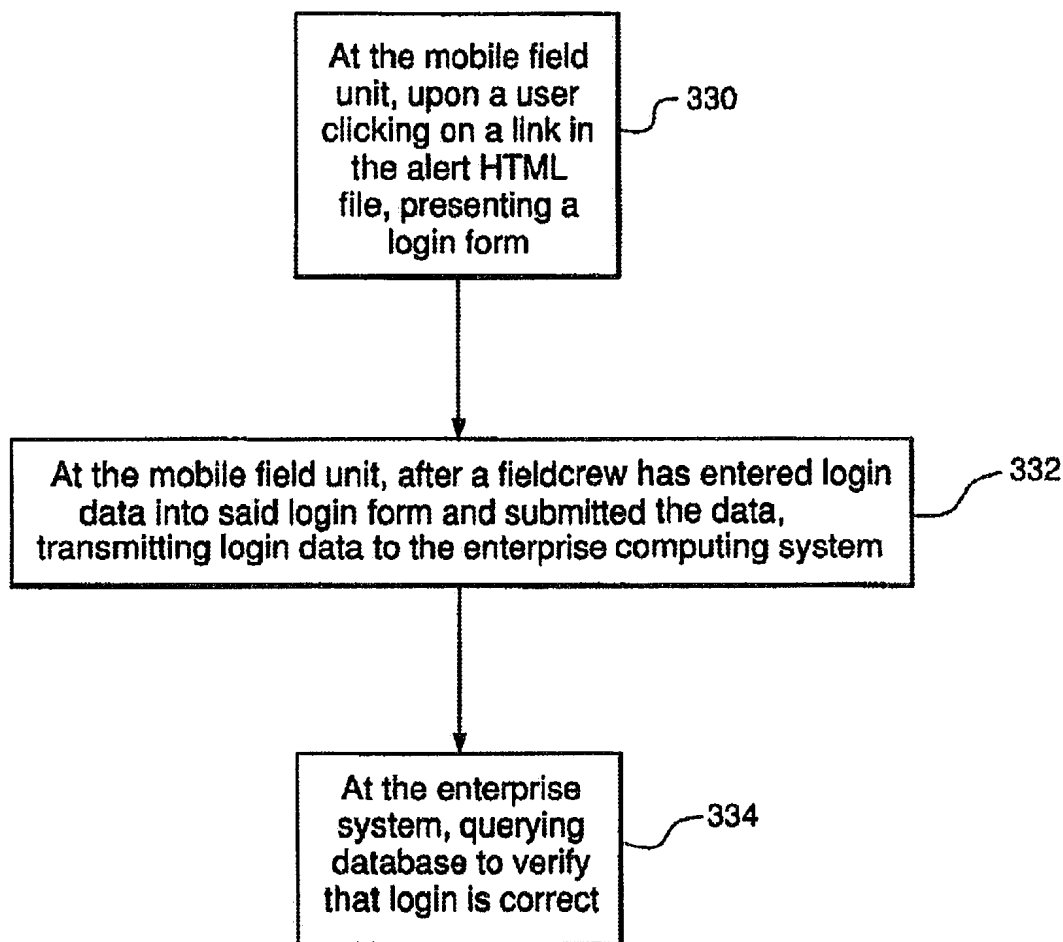 At the mobile field
unit, upon a user
clicking on a link in
the alert HTML
file, presenting a
login form
330
At the mobile field unit, after a fieldcrew has entered login
data into said login form and submitted the data,
transmitting login data to the enterprise computing system
332
At the enterprise
system, querying
database to verify
that login is correct
334